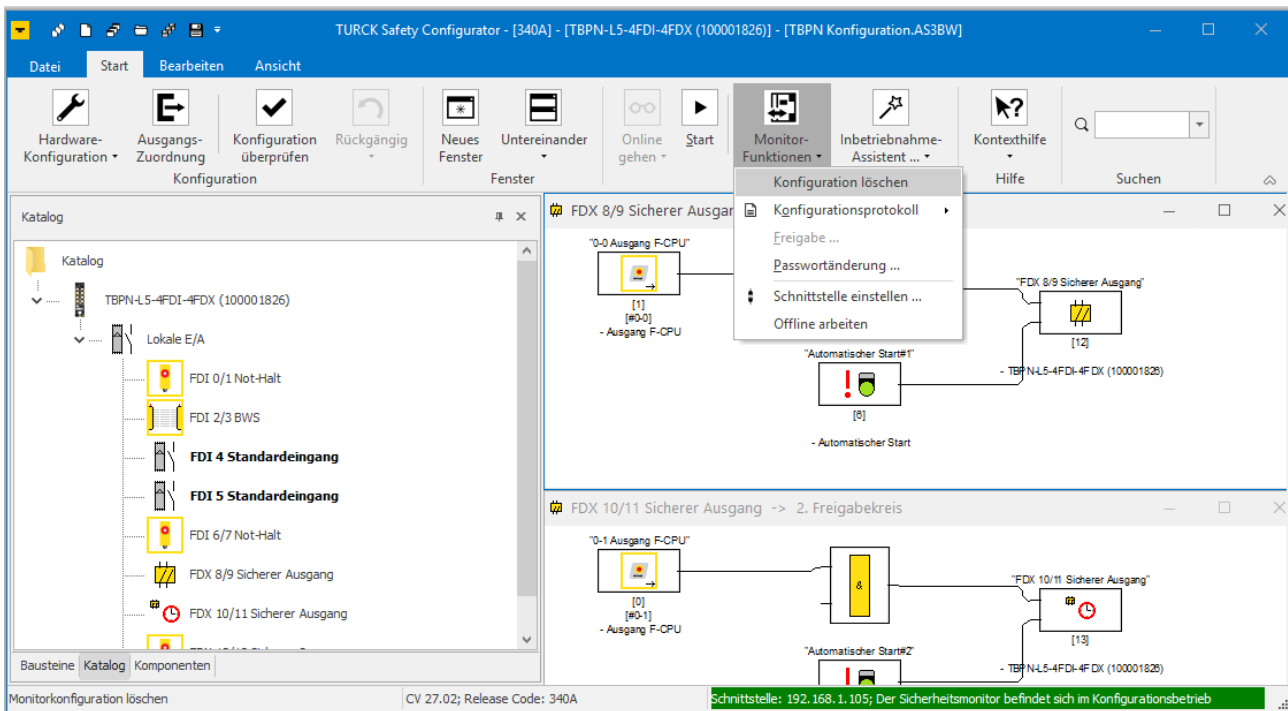 TURCK Safety Configurator - [340A] - [TBPN-L5-4FDI-4FDX (100001826)] - [TBPN Konfiguration.AS3BW]
Datei Start Bearbeiten Ansicht
Hardware-Konfiguration
Ausgangs-Zuordnung
Konfiguration überprüfen
Rückgängig
Neues Fenster
Untereinander
Online gehen
Start
Monitor-Funktionen
Inbetriebnahme-Assistent ...
Kontexthilfe
Konfiguration Fenster Hilfe Suchen
Konfiguration löschen
Konfigurationsprotokoll
Freigabe ...
Passwortänderung ...
Schnittstelle einstellen ...
Offline arbeiten
Katalog
Katalog
TBPN-L5-4FDI-4FDX (100001826)
Lokale E/A
FDI 0/1 Not-Halt
FDI 2/3 BWS
FDI 4 Standardeingang
FDI 5 Standardeingang
FDI 6/7 Not-Halt
FDX 8/9 Sicherer Ausgang
FDX 10/11 Sicherer Ausgang
Bausteine Katalog Komponenten
FDX 8/9 Sicherer Ausgan
"0-0 Ausgang F-CPU"
[1]
[#0-0]
- Ausgang F-CPU
"FDX 8/9 Sicherer Ausgang"
[12]
- TBPN-L5-4FDI-4FDX (100001826)
"Automatischer Start#1"
[6]
- Automatischer Start
FDX 10/11 Sicherer Ausgang -> 2. Freigabekreis
"0-1 Ausgang F-CPU"
[0]
[#0-1]
- Ausgang F-CPU
&
"FDX 10/11 Sicherer Ausgang"
[13]
- TBPN-L5-4FDI-4FDX (100001826)
"Automatischer Start#2"
Monitorkonfiguration löschen
CV 27.02; Release Code: 340A
Schnittstelle: 192.168.1.105; Der Sicherheitsmonitor befindet sich im Konfigurationsbetrieb